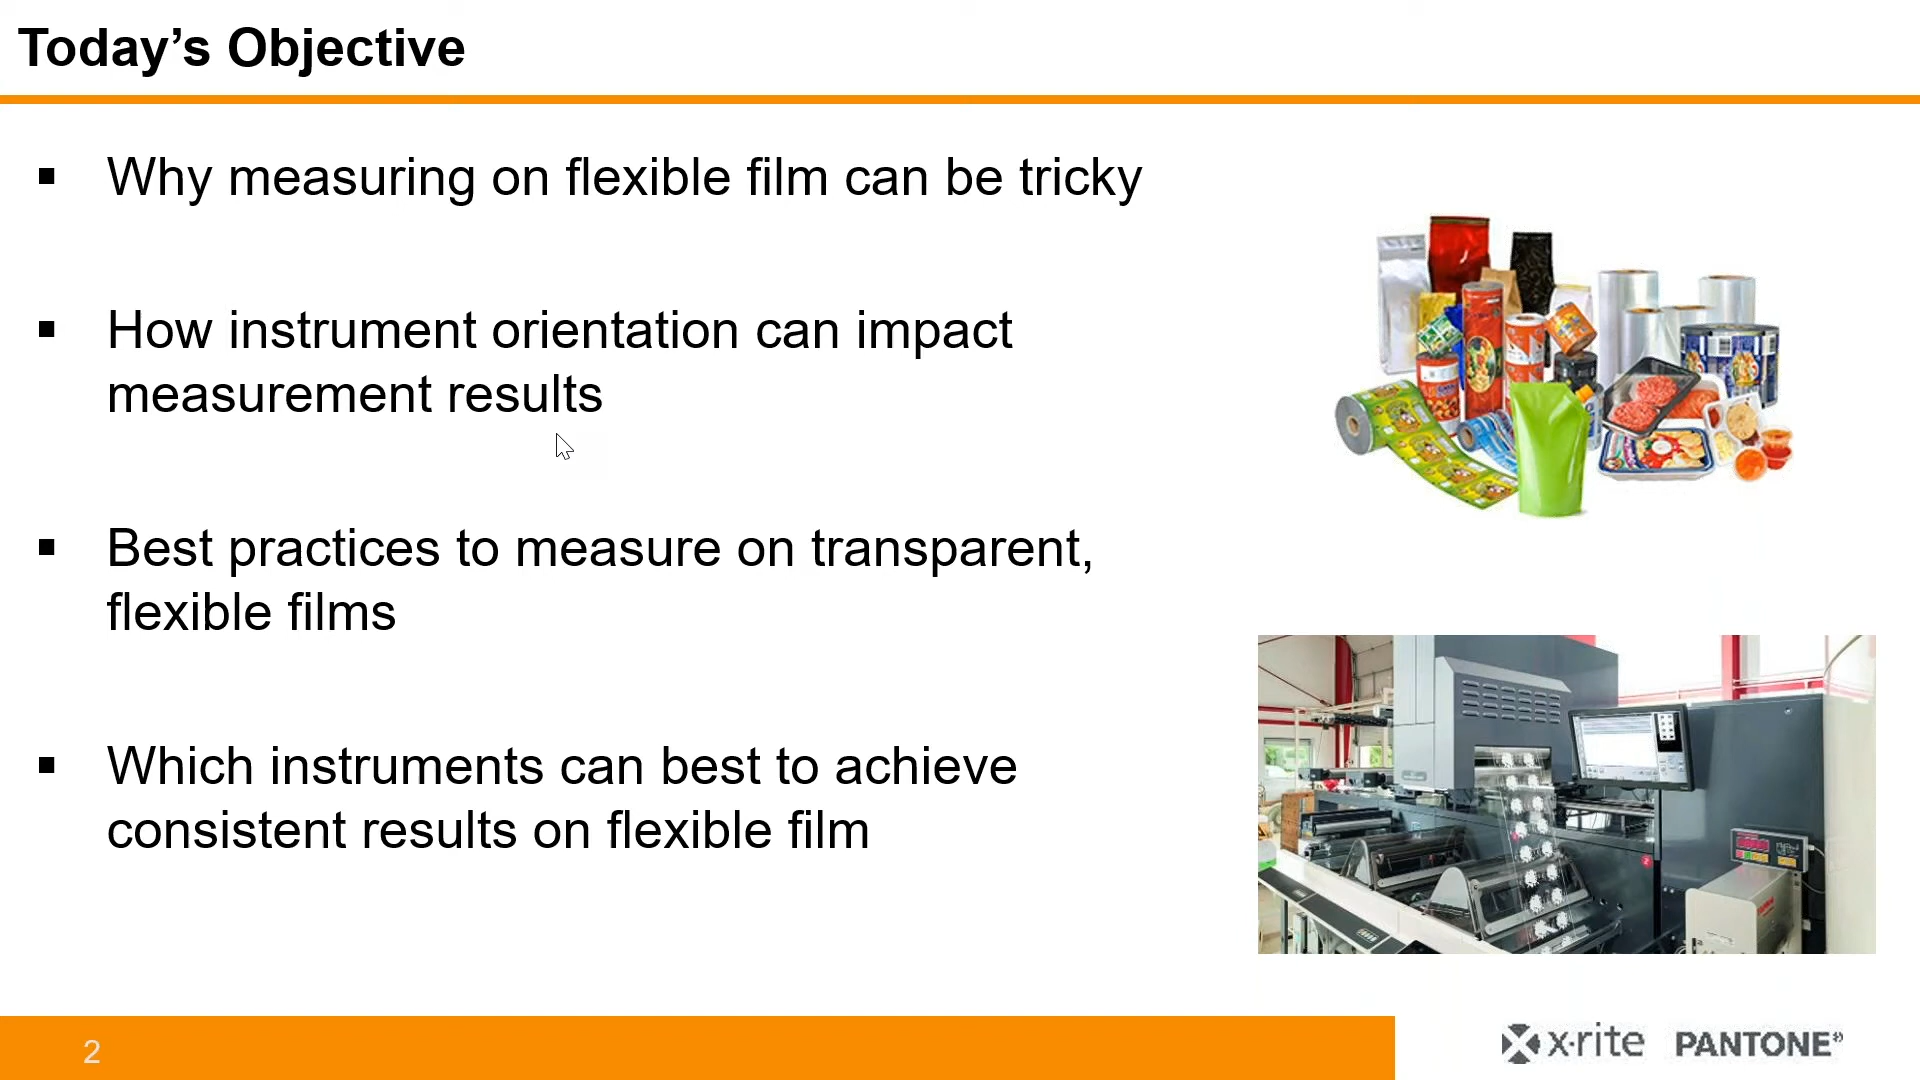 Today’s Objective
▪ Why measuring on flexible film can be tricky
▪ How instrument orientation can impact
measurement results
▪ Best practices to measure on transparent,
flexible films
▪ Which instruments can best to achieve
consistent results on flexible film
2
x·rite PANTONE®